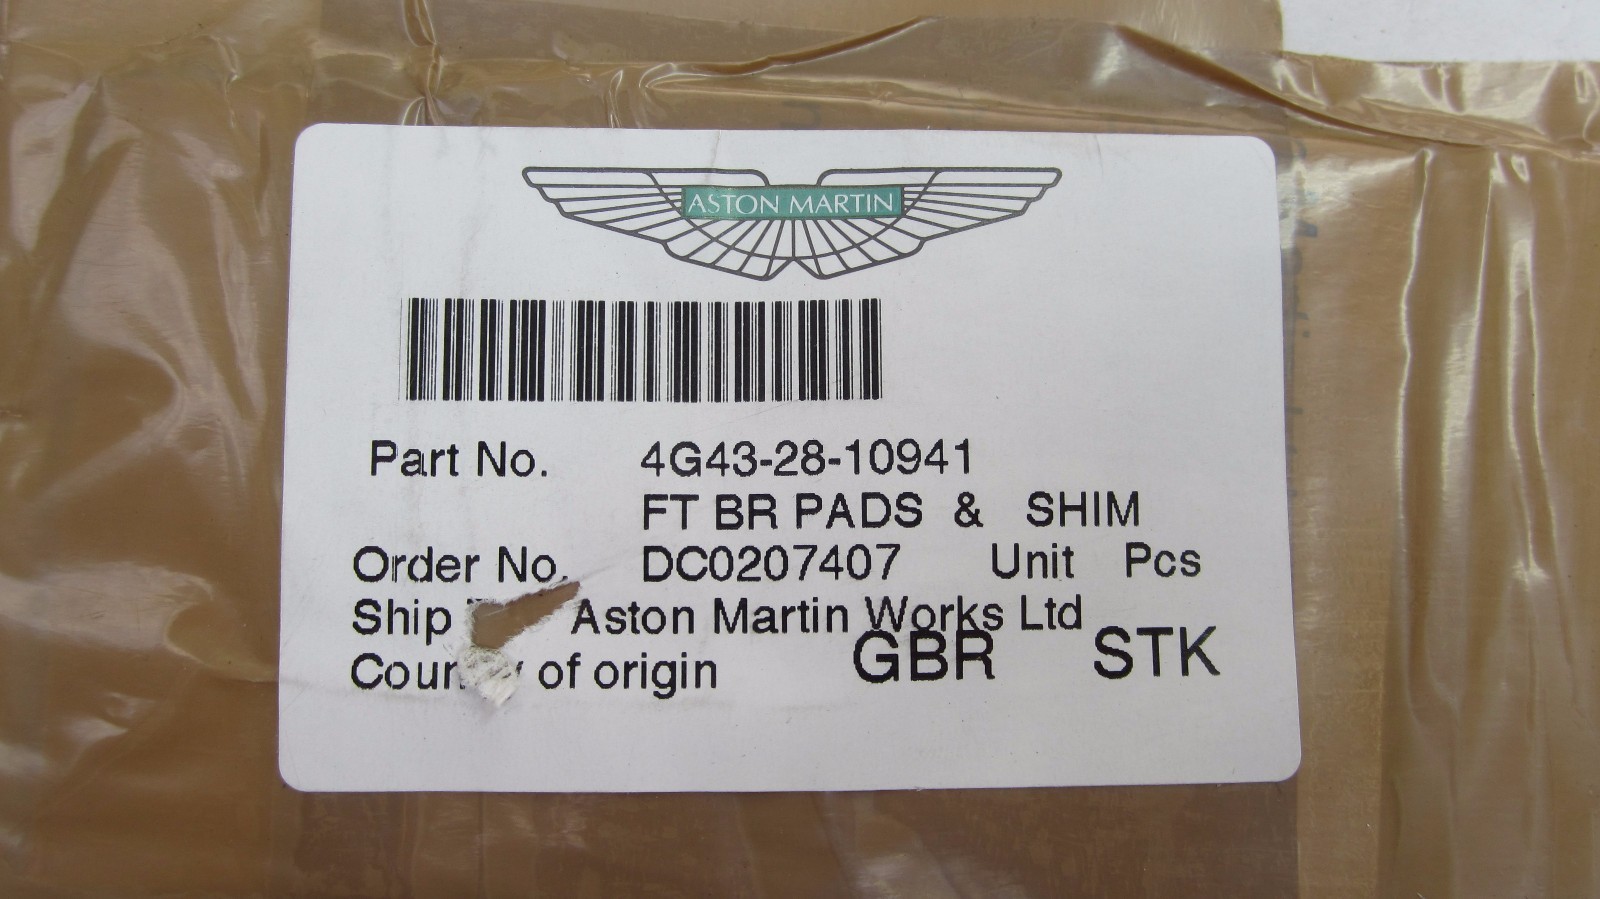 ASTON MARTIN
Part No. 4G43-28-10941
FT BR PADS & SHIM
Order No. DC0207407 Unit Pcs
Ship Aston Martin Works Ltd
of origin GBR STK